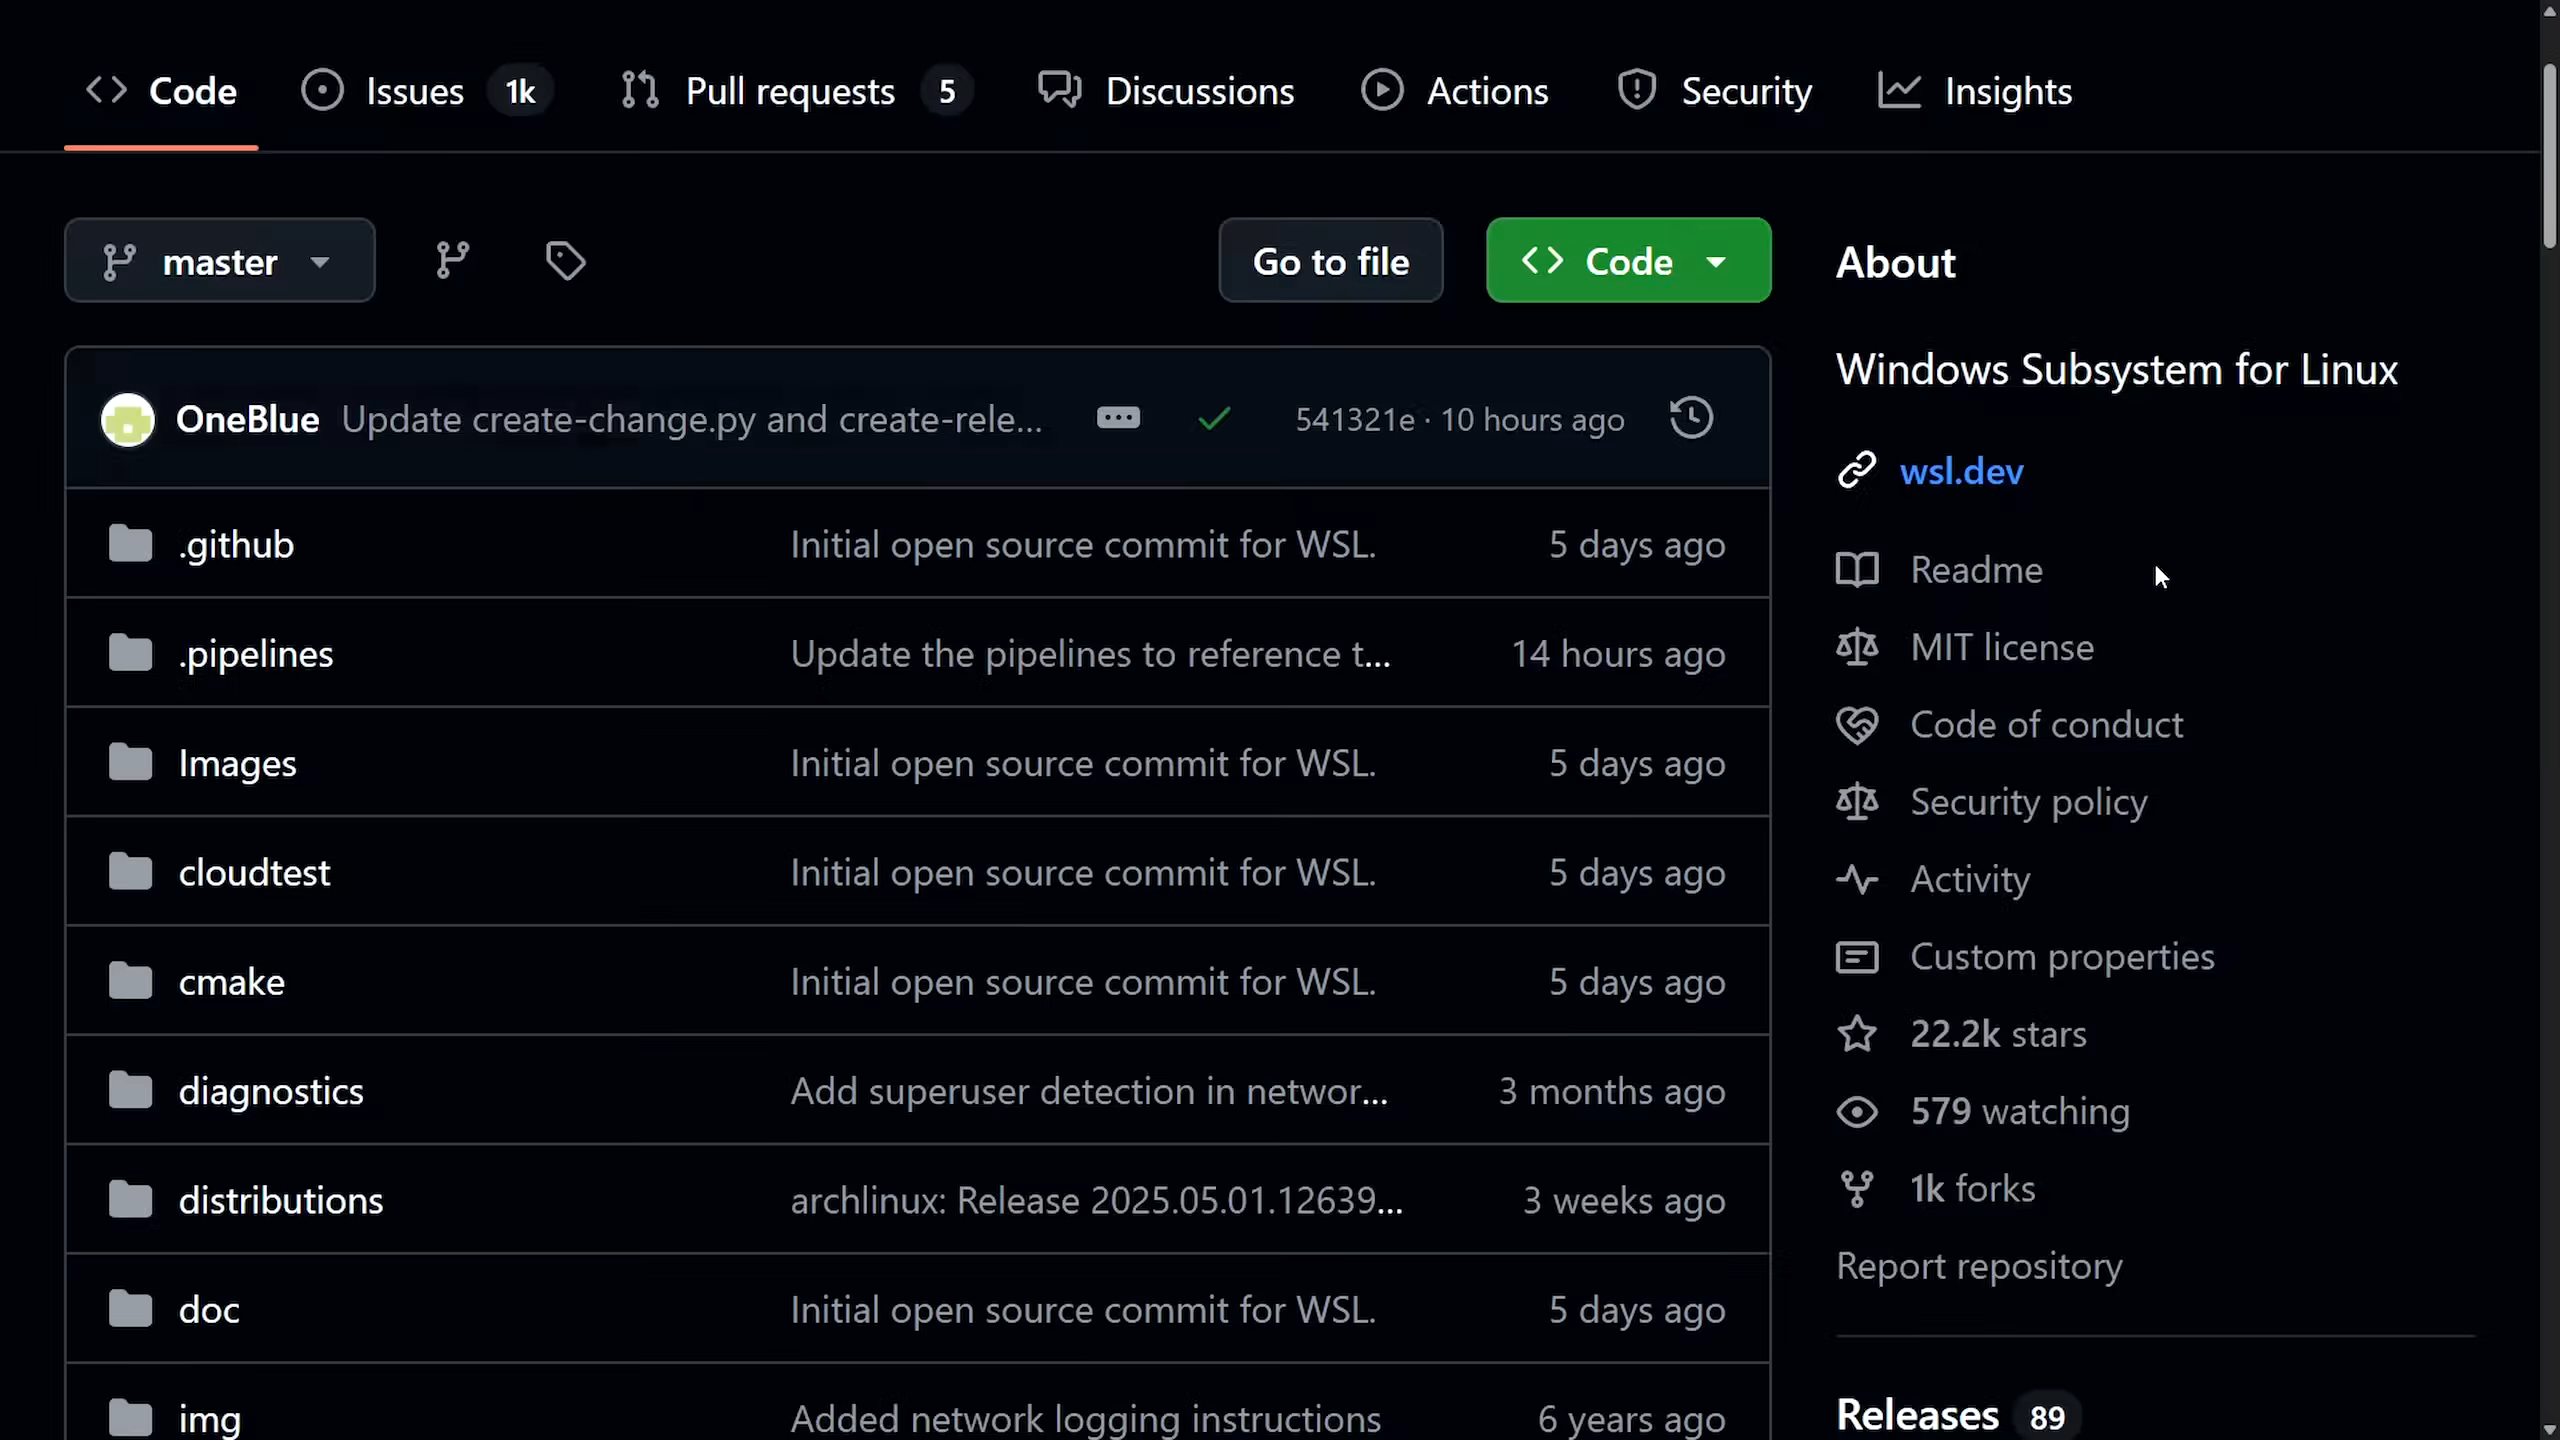 Code Issues 1k Pull requests 5 Discussions Actions Security Insights
master Go to file Code
OneBlue Update create-change.py and create-rele... 541321e · 10 hours ago
.github Initial open source commit for WSL. 5 days ago
.pipelines Update the pipelines to reference t... 14 hours ago
Images Initial open source commit for WSL. 5 days ago
cloudtest Initial open source commit for WSL. 5 days ago
cmake Initial open source commit for WSL. 5 days ago
diagnostics Add superuser detection in networ... 3 months ago
distributions archlinux: Release 2025.05.01.12639... 3 weeks ago
doc Initial open source commit for WSL. 5 days ago
img Added network logging instructions 6 years ago
About
Windows Subsystem for Linux
wsl.dev
Readme
MIT license
Code of conduct
Security policy
Activity
Custom properties
22.2k stars
579 watching
1k forks
Report repository
Releases 89